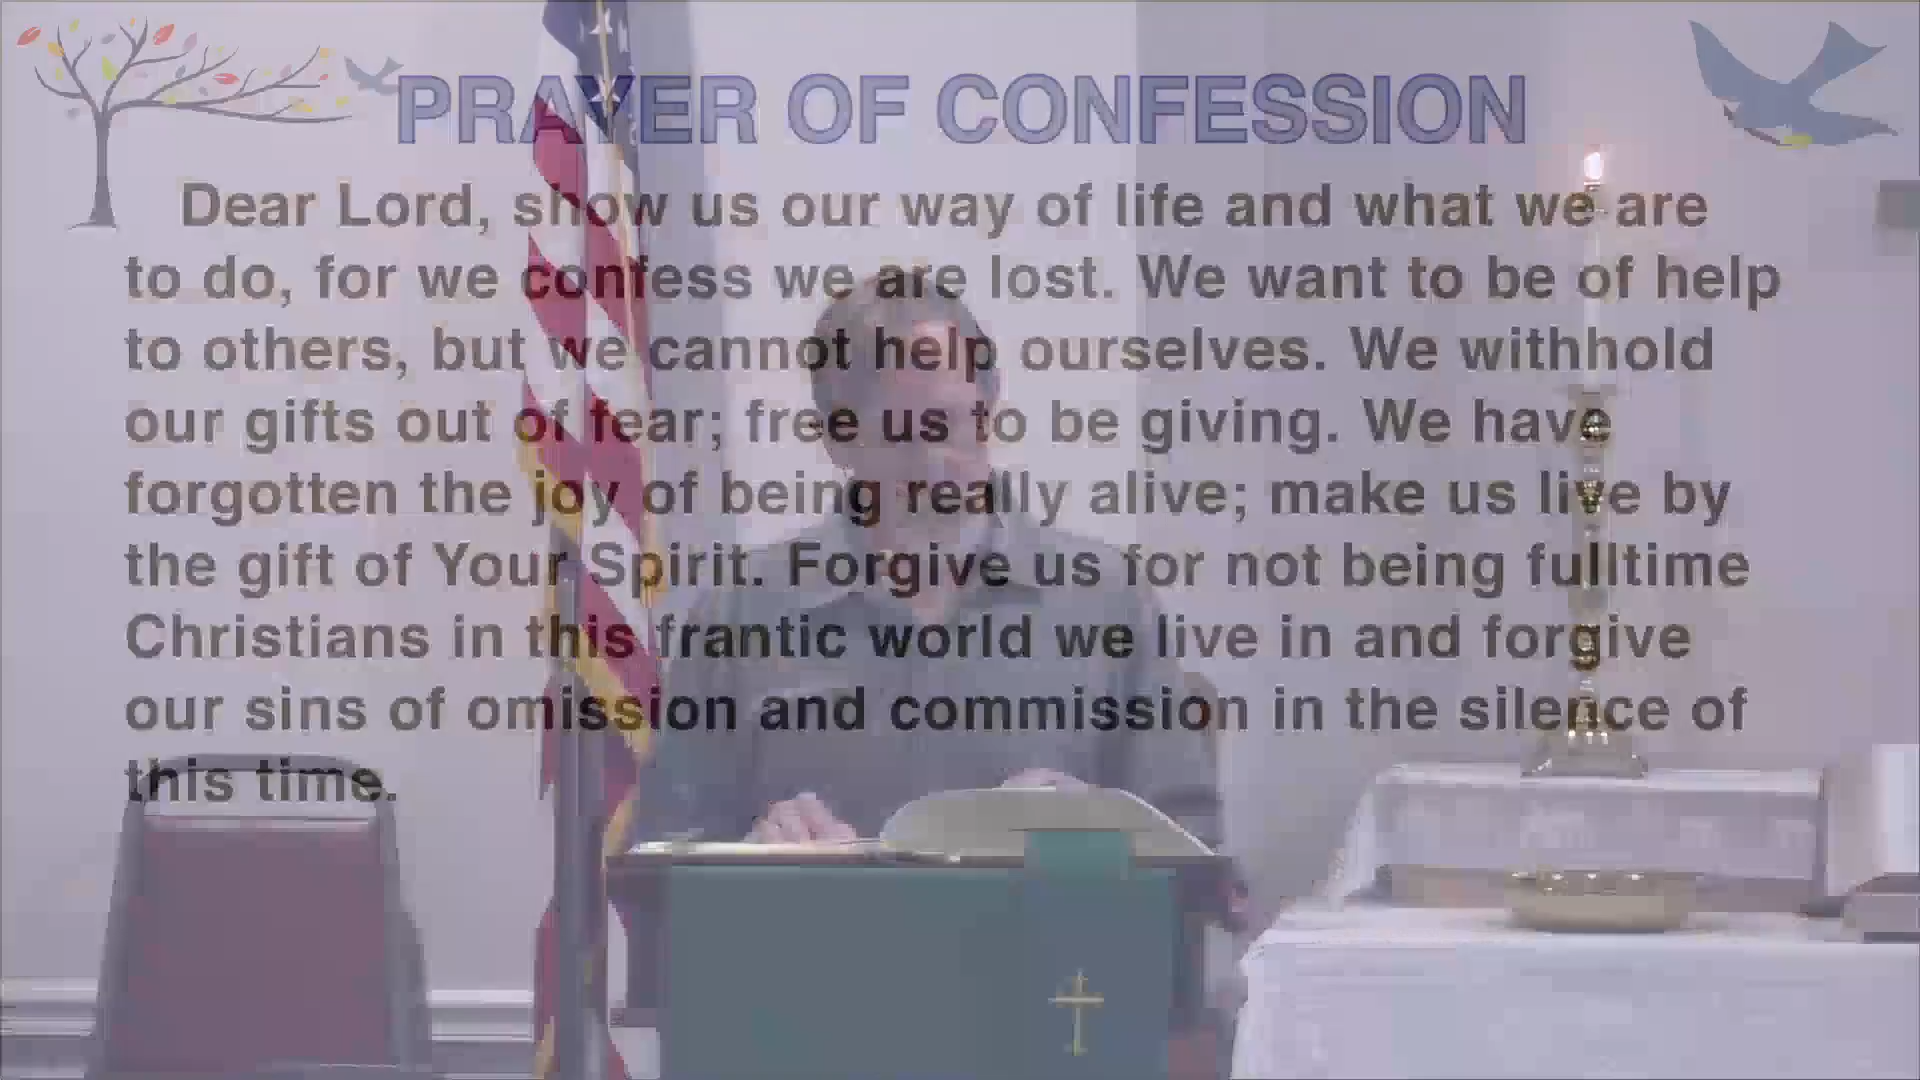 PRAYER OF CONFESSION
Dear Lord, show us our way of life and what we are
to do, for we confess we are lost. We want to be of help
to others, but we cannot help ourselves. We withhold
our gifts out of fear; free us to be giving. We have
forgotten the joy of being really alive; make us live by
the gift of Your Spirit. Forgive us for not being fulltime
Christians in this frantic world we live in and forgive
our sins of omission and commission in the silence of
this time.